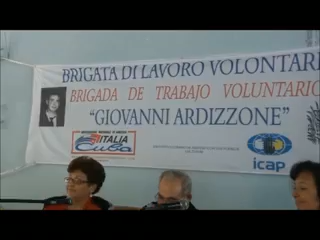 BRIGATA DI LAVORO VOLONTARI
BRIGADA DE TRABAJO VOLUNTARIO
"GIOVANNI ARDIZZONE"
ITALIA
Cuba
icap